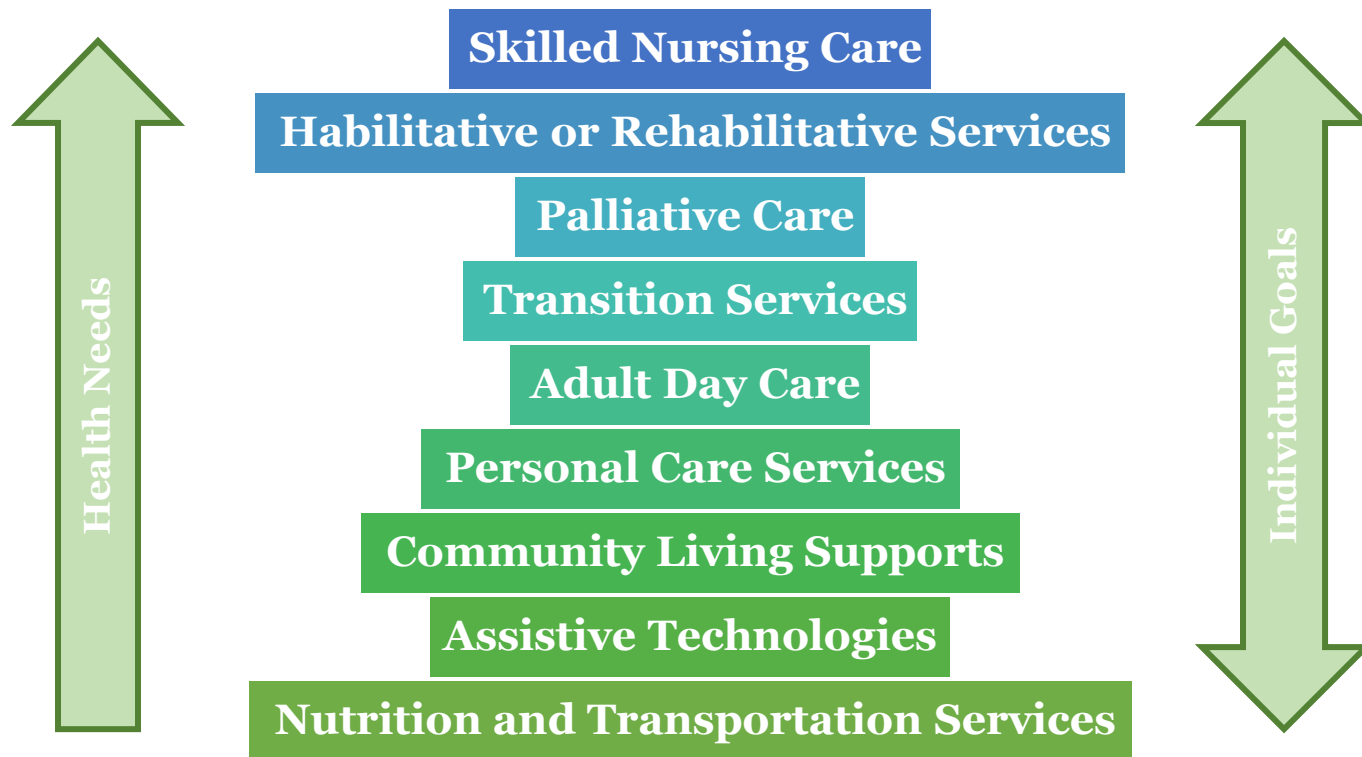 Skilled Nursing Care
Habilitative or Rehabilitative Services
Palliative Care
Transition Services
Adult Day Care
Personal Care Services
Community Living Supports
Assistive Technologies
Nutrition and Transportation Services
Health Needs
Individual Goals